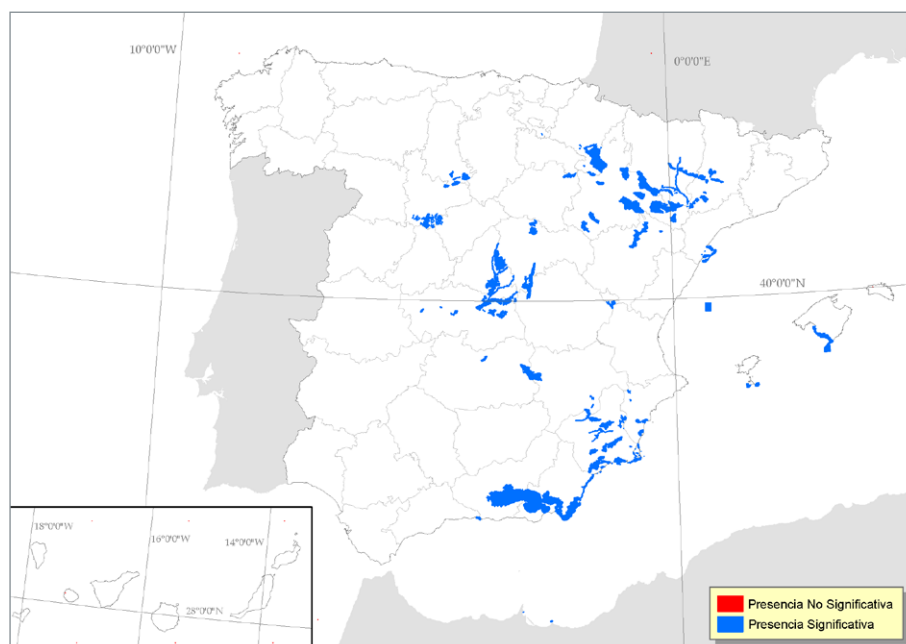 10°0'0"W
0°0'0"E
40°0'0"N
18°0'0"W
16°0'0"W
14°0'0"W
28°0'0"N
Presencia No Significativa
Presencia Significativa